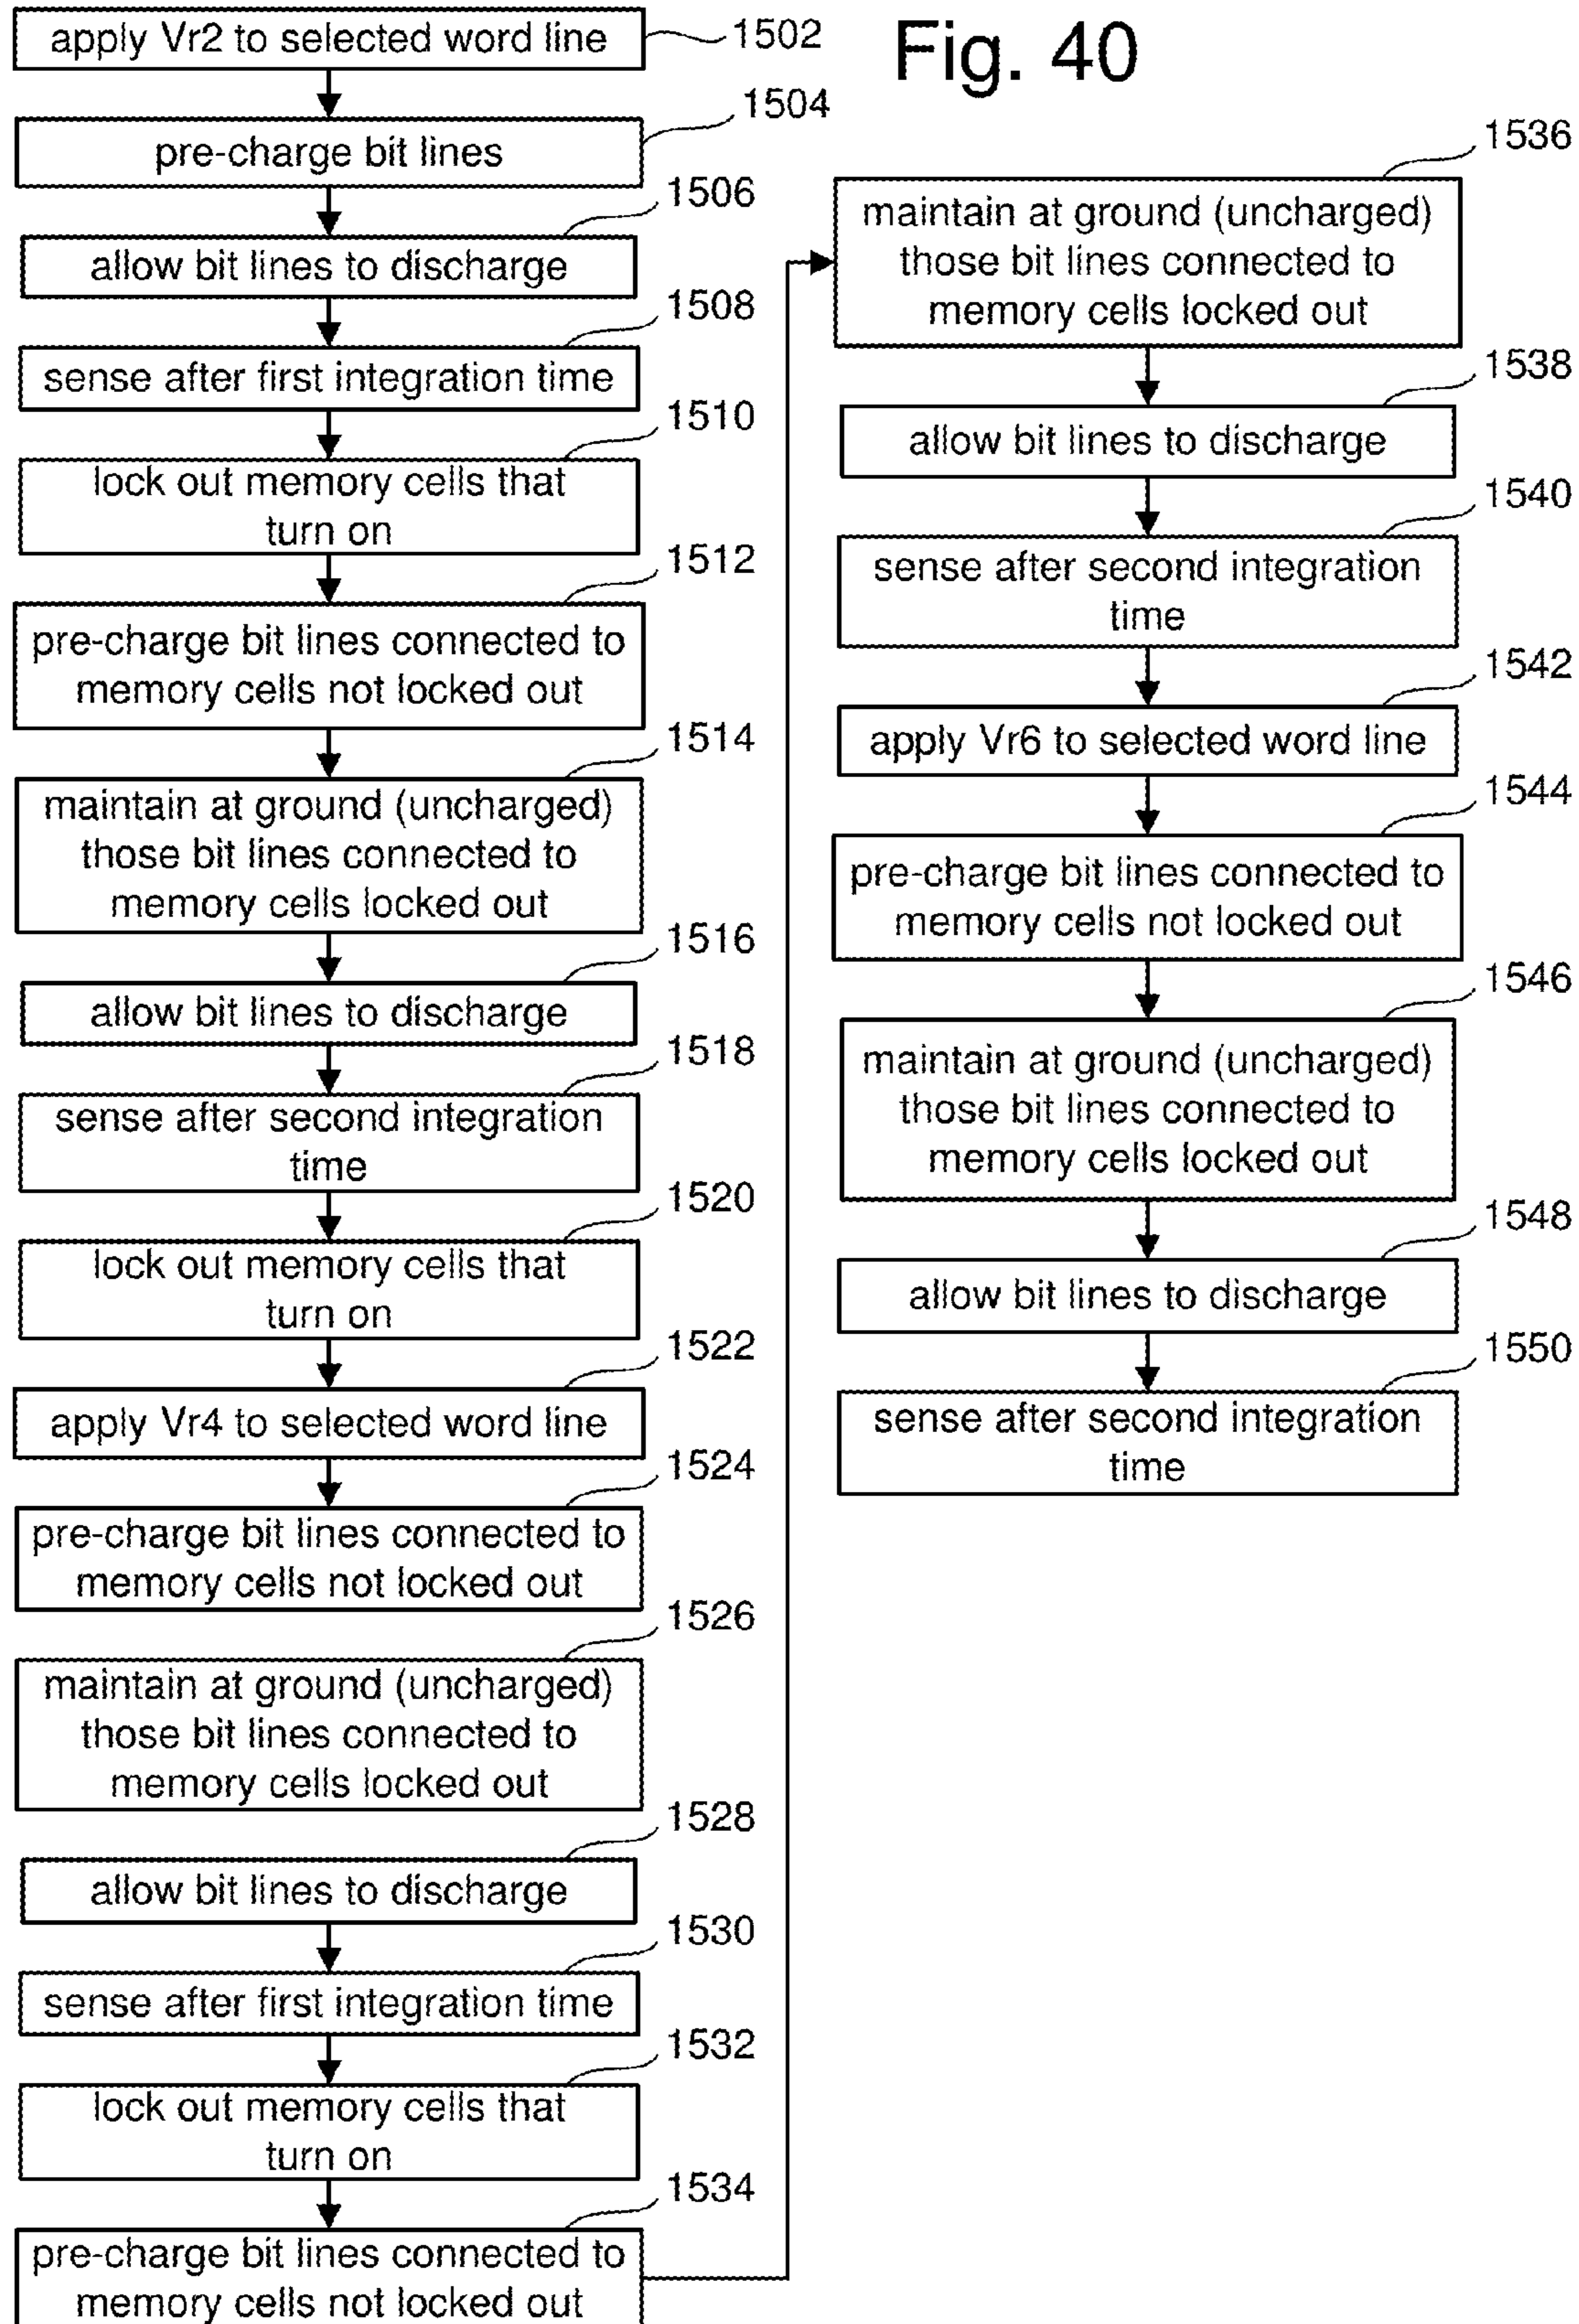 Fig. 40
apply Vr2 to selected word line
1502
pre-charge bit lines
1504
allow bit lines to discharge
1506
sense after first integration time
1508
lock out memory cells that
turn on
1510
pre-charge bit lines connected to
memory cells not locked out
1512
maintain at ground (uncharged)
those bit lines connected to
memory cells locked out
1514
allow bit lines to discharge
1516
sense after second integration
time
1518
lock out memory cells that
turn on
1520
apply Vr4 to selected word line
1522
pre-charge bit lines connected to
memory cells not locked out
1524
maintain at ground (uncharged)
those bit lines connected to
memory cells locked out
1526
allow bit lines to discharge
1528
sense after first integration time
1530
lock out memory cells that
turn on
1532
pre-charge bit lines connected to
memory cells not locked out
1534
maintain at ground (uncharged)
those bit lines connected to
memory cells locked out
1536
allow bit lines to discharge
1538
sense after second integration
time
1540
apply Vr6 to selected word line
1542
pre-charge bit lines connected to
memory cells not locked out
1544
maintain at ground (uncharged)
those bit lines connected to
memory cells locked out
1546
allow bit lines to discharge
1548
sense after second integration
time
1550